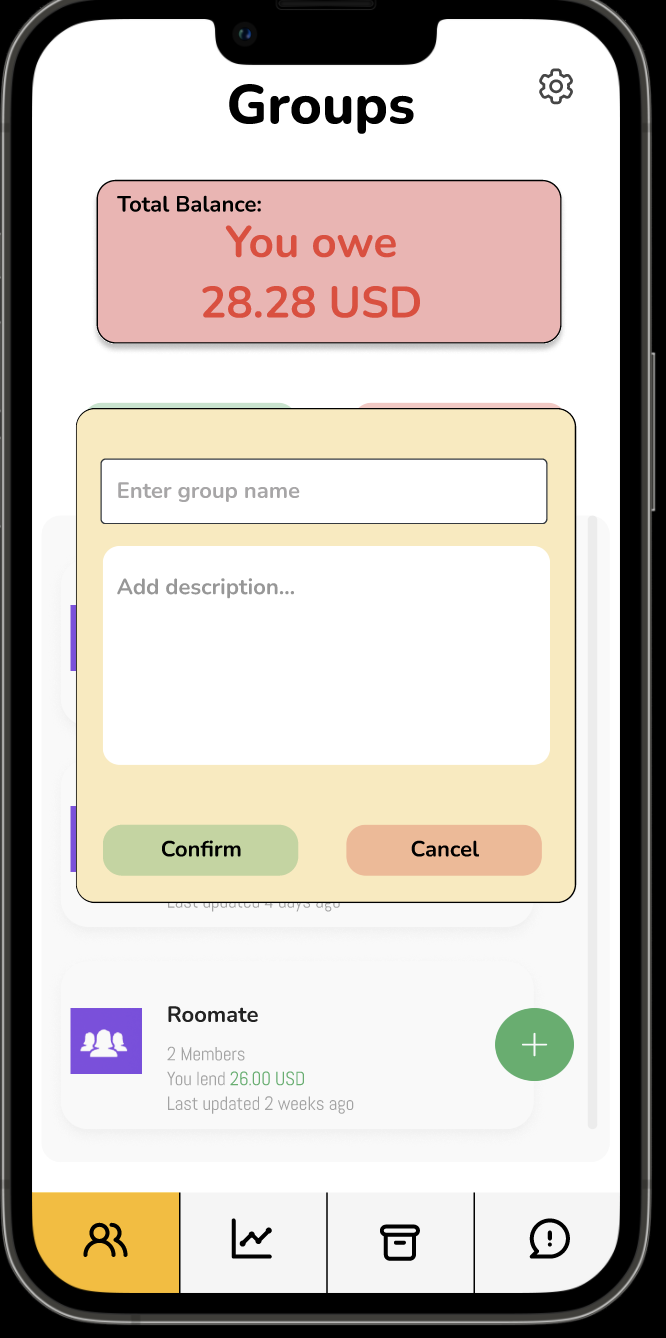 Groups
Total Balance:
You owe
28.28 USD
Enter group name
Add description...
Confirm
Cancel
Last updated 4 days ago
Roomate
2 Members
You lend 26.00 USD
Last updated 2 weeks ago